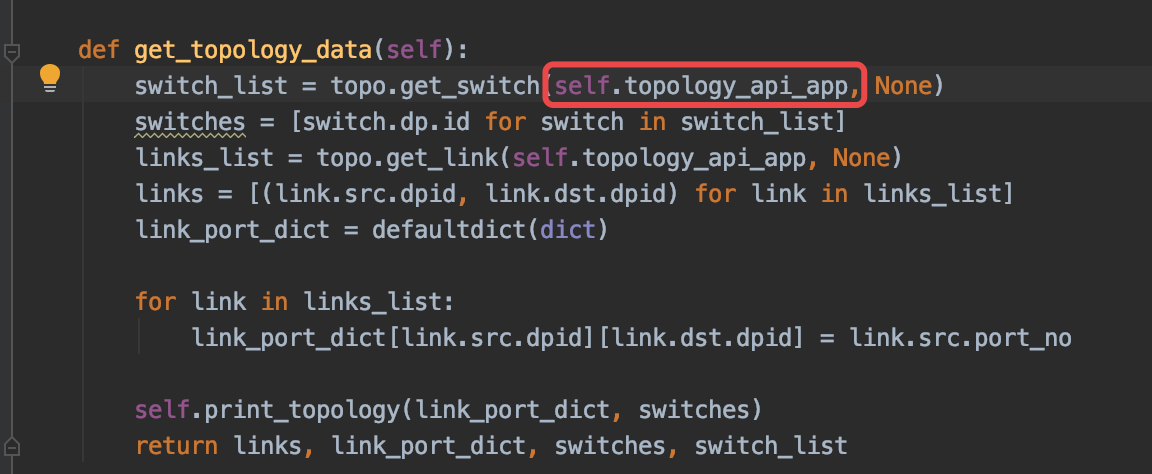 def get_topology_data(self):
switch_list = topo.get_switch(self.topology_api_app, None)
switches = [switch.dp.id for switch in switch_list]
links_list = topo.get_link(self.topology_api_app, None)
links = [(link.src.dpid, link.dst.dpid) for link in links_list]
link_port_dict = defaultdict(dict)
for link in links_list:
link_port_dict[link.src.dpid][link.dst.dpid] = link.src.port_no
self.print_topology(link_port_dict, switches)
return links, link_port_dict, switches, switch_list